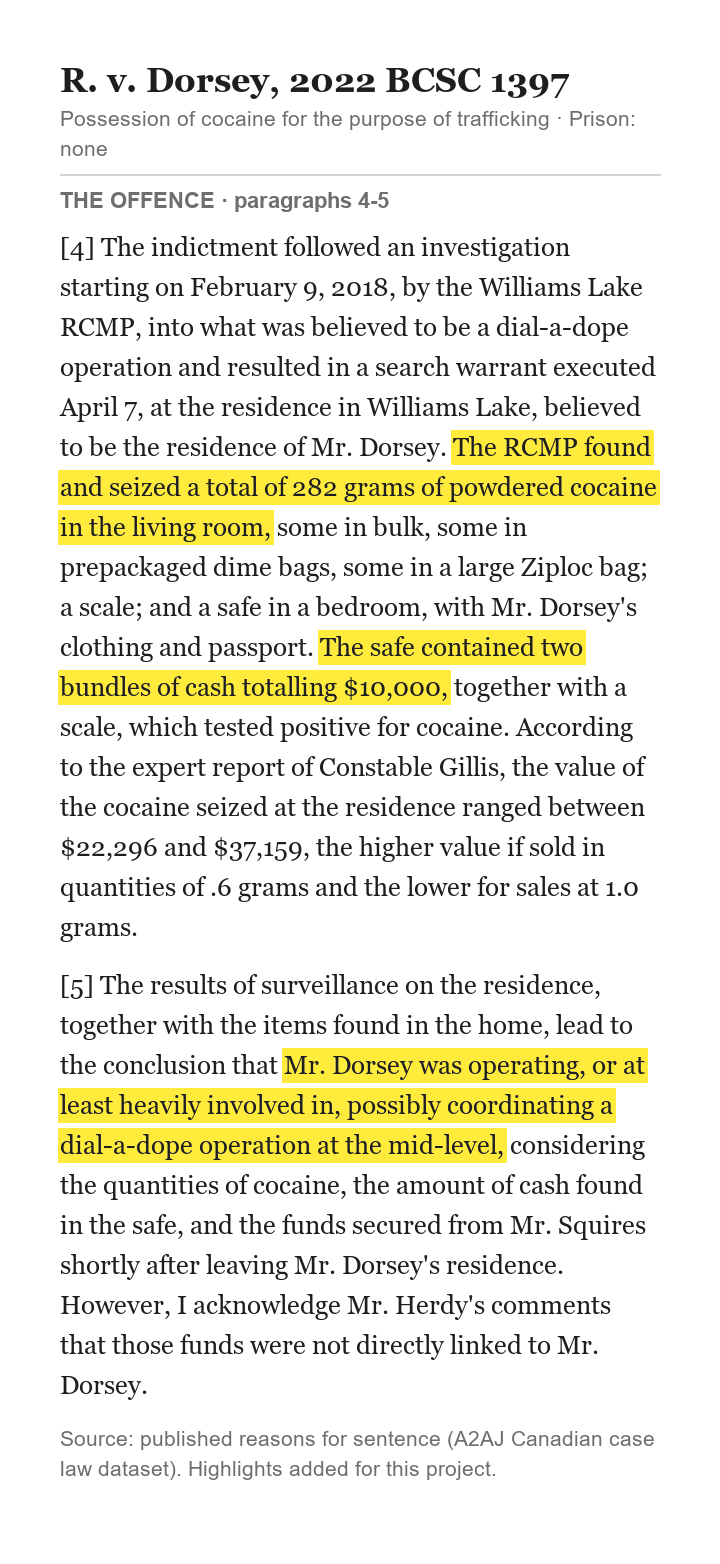 R. v. Dorsey, 2022 BCSC 1397
Possession of cocaine for the purpose of trafficking · Prison:
none
THE OFFENCE · paragraphs 4-5
[4] The indictment followed an investigation
starting on February 9, 2018, by the Williams Lake
RCMP, into what was believed to be a dial-a-dope
operation and resulted in a search warrant executed
April 7, at the residence in Williams Lake, believed
to be the residence of Mr. Dorsey. The RCMP found
and seized a total of 282 grams of powdered cocaine
in the living room, some in bulk, some in
prepackaged dime bags, some in a large Ziploc bag;
a scale; and a safe in a bedroom, with Mr. Dorsey's
clothing and passport. The safe contained two
bundles of cash totalling $10,000, together with a
scale, which tested positive for cocaine. According
to the expert report of Constable Gillis, the value of
the cocaine seized at the residence ranged between
$22,296 and $37,159, the higher value if sold in
quantities of .6 grams and the lower for sales at 1.0
grams.
[5] The results of surveillance on the residence,
together with the items found in the home, lead to
the conclusion that Mr. Dorsey was operating, or at
least heavily involved in, possibly coordinating a
dial-a-dope operation at the mid-level, considering
the quantities of cocaine, the amount of cash found
in the safe, and the funds secured from Mr. Squires
shortly after leaving Mr. Dorsey's residence.
However, I acknowledge Mr. Herdy's comments
that those funds were not directly linked to Mr.
Dorsey.
Source: published reasons for sentence (A2AJ Canadian case
law dataset). Highlights added for this project.